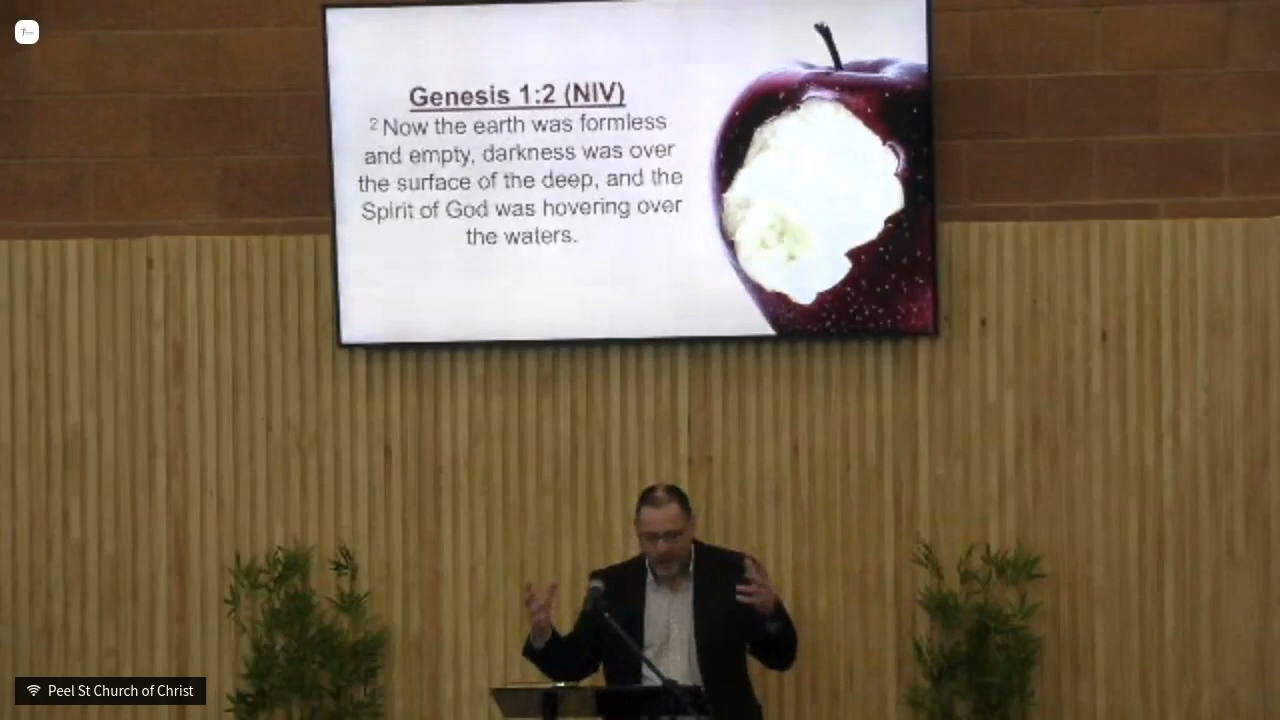 Genesis 1:2 (NIV)
2 Now the earth was formless
and empty, darkness was over
the surface of the deep, and the
Spirit of God was hovering over
the waters.
Peel St Church of Christ